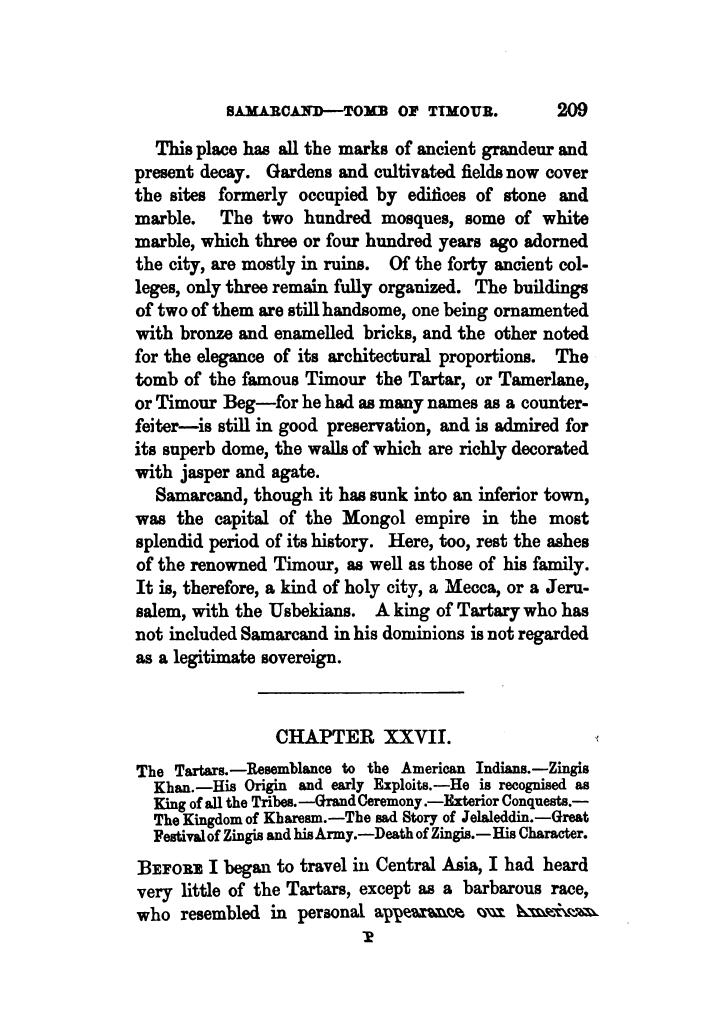 SAMARCAND—TOMB OF TIMOUR. 209
This place has all the marks of ancient grandeur and
present decay. Gardens and cultivated fields now cover
the sites formerly occupied by edifices of stone and
marble. The two hundred mosques, some of white
marble, which three or four hundred years ago adorned
the city, are mostly in ruins. Of the forty ancient col-
leges, only three remain fully organized. The buildings
of two of them are still handsome, one being ornamented
with bronze and enamelled bricks, and the other noted
for the elegance of its architectural proportions. The
tomb of the famous Timour the Tartar, or Tamerlane,
or Timour Beg—for he had as many names as a counter-
feiter—is still in good preservation, and is admired for
its superb dome, the walls of which are richly decorated
with jasper and agate.
Samarcand, though it has sunk into an inferior town,
was the capital of the Mongol empire in the most
splendid period of its history. Here, too, rest the ashes
of the renowned Timour, as well as those of his family.
It is, therefore, a kind of holy city, a Mecca, or a Jeru-
salem, with the Usbekians. A king of Tartary who has
not included Samarcand in his dominions is not regarded
as a legitimate sovereign.
CHAPTER XXVII.
The Tartars.—Resemblance to the American Indians.—Zingis
Khan.—His Origin and early Exploits.—He is recognised as
King of all the Tribes.—Grand Ceremony.—Exterior Conquests.—
The Kingdom of Kharesm.—The sad Story of Jelaleddin.—Great
Festival of Zingis and his Army.—Death of Zingis.—His Character.
BEFORE I began to travel in Central Asia, I had heard
very little of the Tartars, except as a barbarous race,
who resembled in personal appearance our American
P